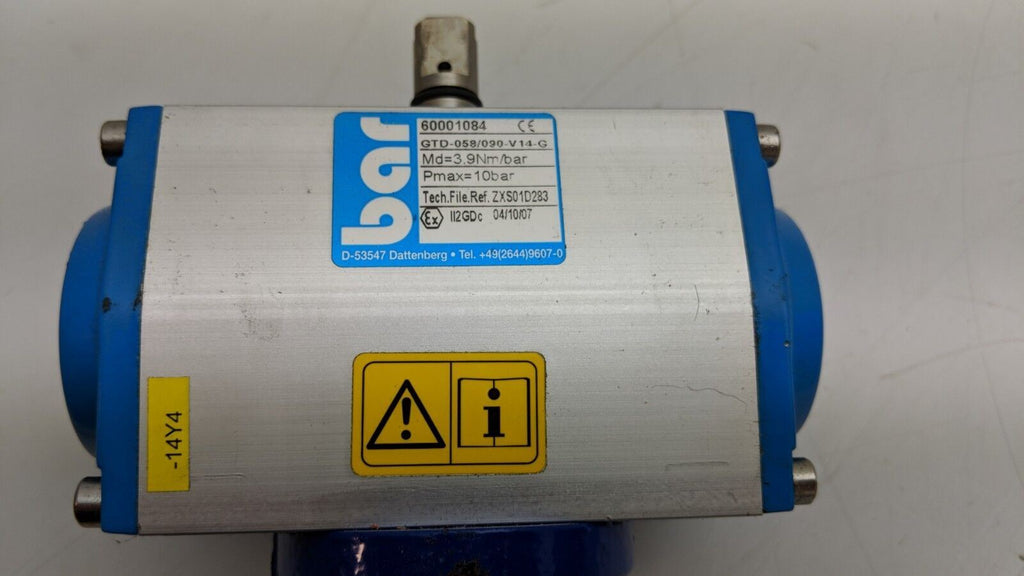 bar
60001084 CE
GTD-058/090-V14-G
Md=3.9Nm/bar
Pmax=10bar
Tech.File.Ref. ZXS01D283
Ex II2GDc 04/10/07
D-53547 Dattenberg • Tel. +49(2644)9607-0
i
-14Y4